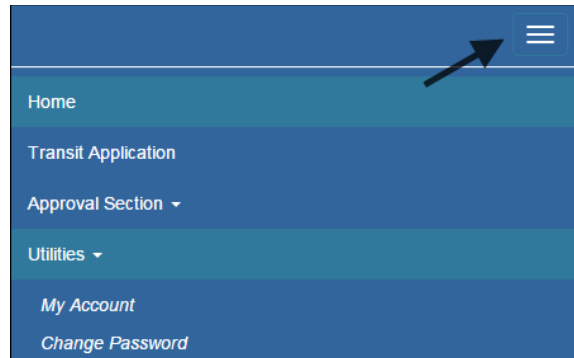 Home
Transit Application
Approval Section
Utilities
My Account
Change Password